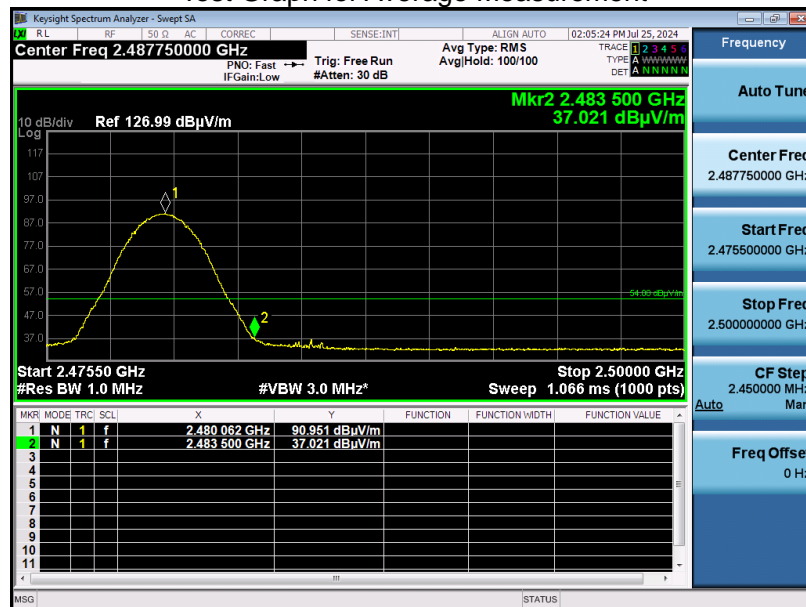 Test Graph for Average Measurement
Keysight Spectrum Analyzer - Swept SA
LXI RL RF 50 Ω AC CORREC SENSE:INT ALIGN AUTO 02:05:24 PM Jul 25, 2024
Center Freq 2.487750000 GHz
PNO: Fast
IFGain:Low
Trig: Free Run
#Atten: 30 dB
Avg Type: RMS
Avg|Hold: 100/100
TRACE 1 2 3 4 5 6
TYPE A WWWWW
DET A N N N N N
Mkr2 2.483 500 GHz
37.021 dBµV/m
10 dB/div Ref 126.99 dBµV/m
Log
117
107
97.0
87.0
77.0
67.0
57.0
47.0
37.0
1
2
54.00 dBµV/m
Start 2.47550 GHz Stop 2.50000 GHz
#Res BW 1.0 MHz #VBW 3.0 MHz* Sweep 1.066 ms (1000 pts)
MKR MODE TRC SCL X Y FUNCTION FUNCTION WIDTH FUNCTION VALUE
1 N 1 f 2.480 062 GHz 90.951 dBµV/m
2 N 1 f 2.483 500 GHz 37.021 dBµV/m
3
4
5
6
7
8
9
10
11
MSG STATUS
Frequency
Auto Tune
Center Freq
2.487750000 GHz
Start Freq
2.475500000 GHz
Stop Freq
2.500000000 GHz
CF Step
2.450000 MHz
Auto Man
Freq Offset
0 Hz